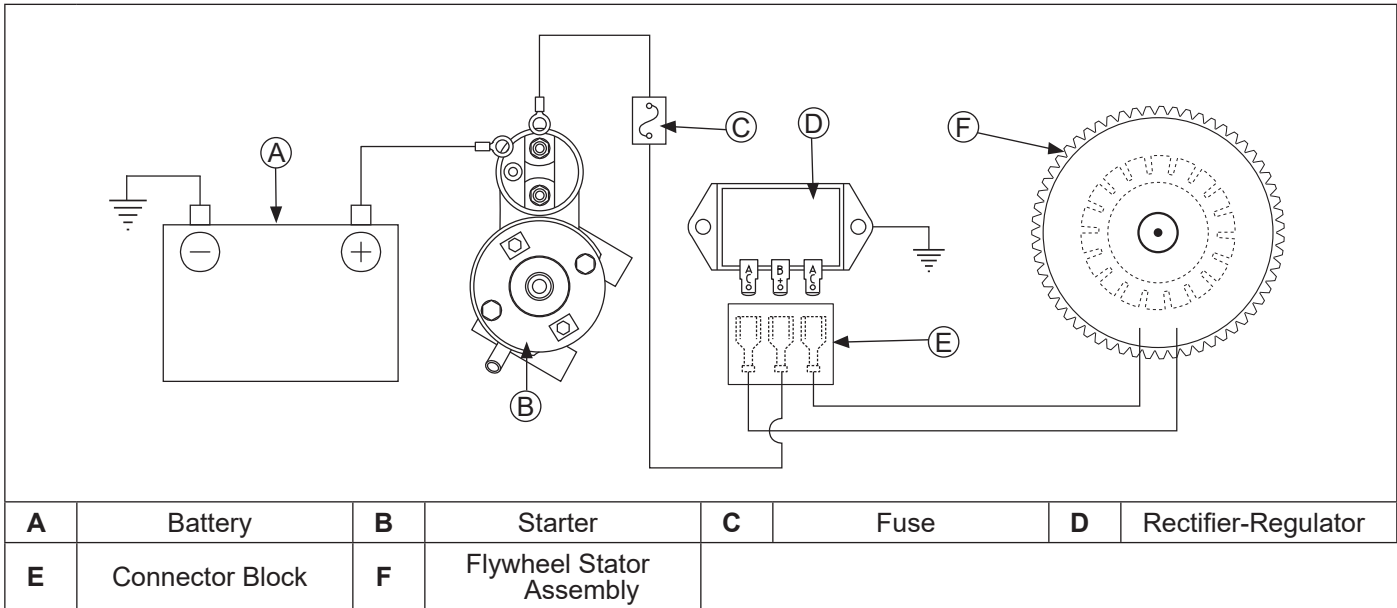 A
C
D
F
− +
A C B + A C
E
B
A Battery B Starter C Fuse D Rectifier-Regulator
E Connector Block F Flywheel Stator
Assembly